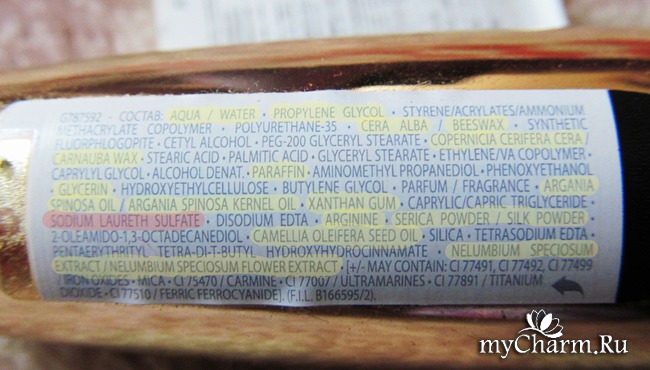 G787592 - СОСТАВ: AQUA / WATER • PROPYLENE GLYCOL • STYRENE/ACRYLATES/AMMONIUM
METHACRYLATE COPOLYMER • POLYURETHANE-35 • CERA ALBA / BEESWAX • SYNTHETIC
FLUORPHLOGOPITE • CETYL ALCOHOL • PEG-200 GLYCERYL STEARATE • COPERNICIA CERIFERA CERA /
CARNAUBA WAX • STEARIC ACID • PALMITIC ACID • GLYCERYL STEARATE • ETHYLENE/VA COPOLYMER •
CAPRYLYL GLYCOL • ALCOHOL DENAT. • PARAFFIN • AMINOMETHYL PROPANEDIOL • PHENOXYETHANOL
• GLYCERIN • HYDROXYETHYLCELLULOSE • BUTYLENE GLYCOL • PARFUM / FRAGRANCE • ARGANIA
SPINOSA OIL / ARGANIA SPINOSA KERNEL OIL • XANTHAN GUM • CAPRYLIC/CAPRIC TRIGLYCERIDE •
SODIUM LAURETH SULFATE • DISODIUM EDTA • ARGININE • SERICA POWDER / SILK POWDER
• 2-OLEAMIDO-1,3-OCTADECANEDIOL • CAMELLIA OLEIFERA SEED OIL • SILICA • TETRASODIUM EDTA •
PENTAERYTHRITYL TETRA-DI-T-BUTYL HYDROXYHYDROCINNAMATE • NELUMBIUM SPECIOSUM
EXTRACT / NELUMBIUM SPECIOSUM FLOWER EXTRACT [+/- MAY CONTAIN: CI 77491, CI 77492, CI 77499
/ IRON OXIDES • MICA • CI 75470 / CARMINE • CI 77007 / ULTRAMARINES • CI 77891 / TITANIUM
DIOXIDE • CI 77510 / FERRIC FERROCYANIDE]. (F.I.L. B166595/2).
myCharm.Ru